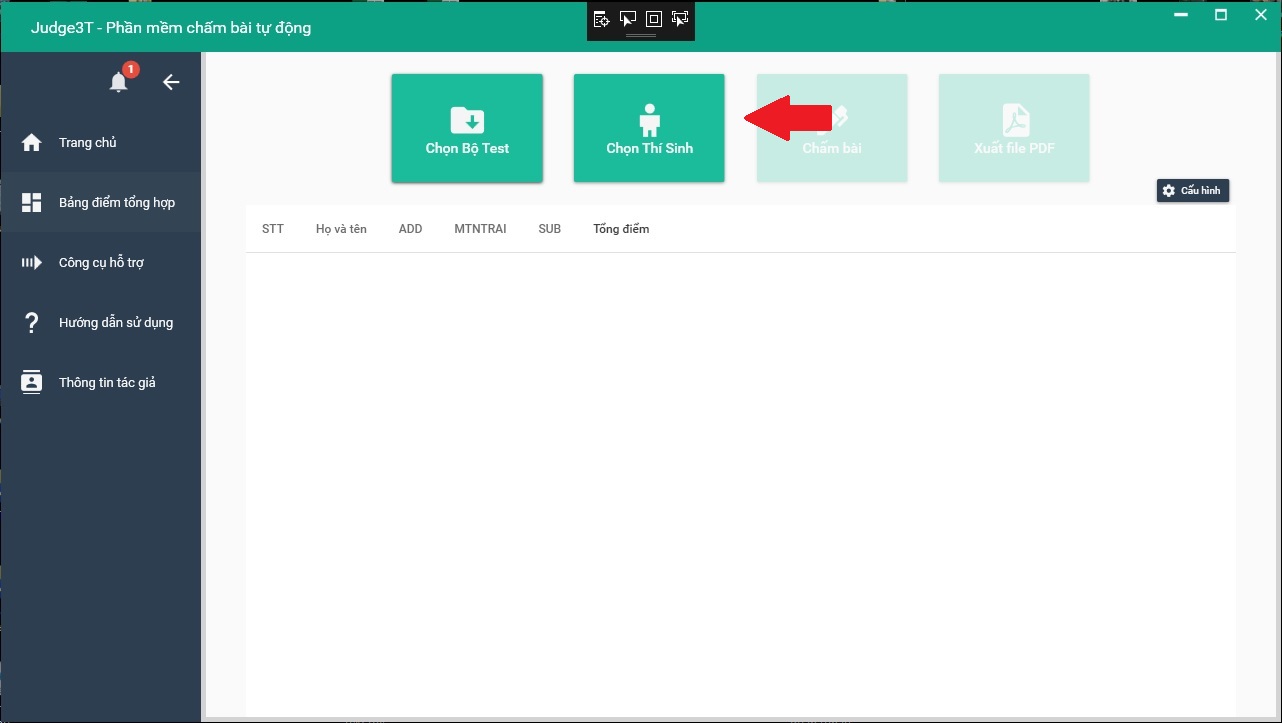 Judge3T - Phần mềm chấm bài tự động
1
Trang chủ
Bảng điểm tổng hợp
Công cụ hỗ trợ
Hướng dẫn sử dụng
Thông tin tác giả
Chọn Bộ Test
Chọn Thí Sinh
Chấm bài
Xuất file PDF
Cấu hình
STT Họ và tên ADD MTNTRAI SUB Tổng điểm